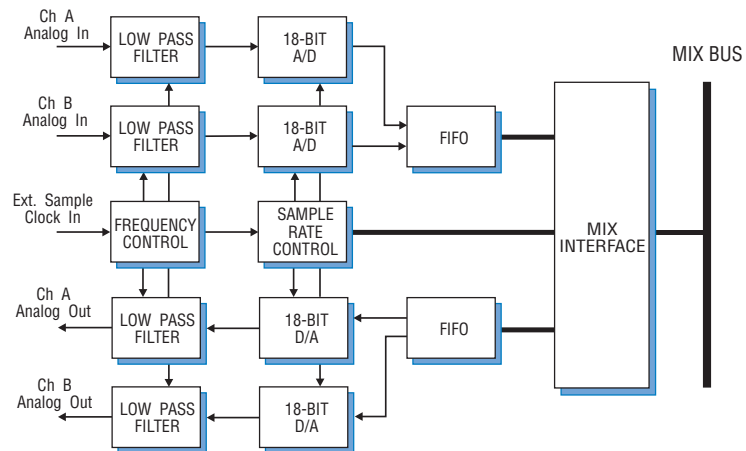 Ch A
Analog In
LOW PASS
FILTER
18-BIT
A/D
MIX BUS
Ch B
Analog In
LOW PASS
FILTER
18-BIT
A/D
FIFO
Ext. Sample
Clock In
FREQUENCY
CONTROL
SAMPLE
RATE
CONTROL
MIX
INTERFACE
Ch A
Analog Out
LOW PASS
FILTER
18-BIT
D/A
FIFO
Ch B
Analog Out
LOW PASS
FILTER
18-BIT
D/A